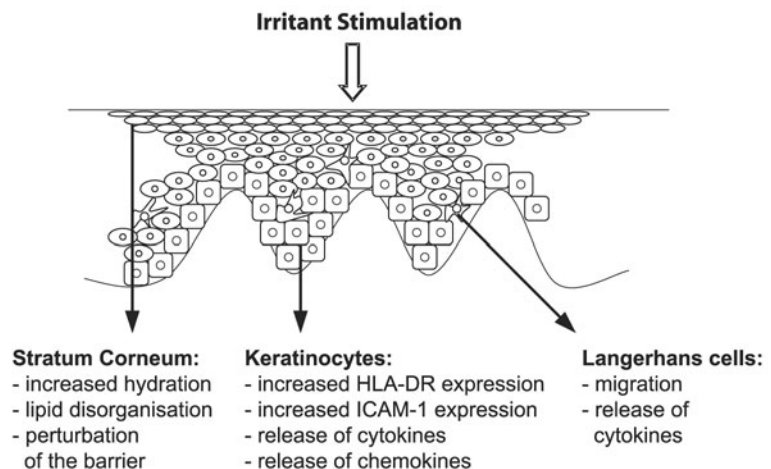 Irritant Stimulation
Stratum Corneum:
- increased hydration
- lipid disorganisation
- perturbation
of the barrier
Keratinocytes:
- increased HLA-DR expression
- increased ICAM-1 expression
- release of cytokines
- release of chemokines
Langerhans cells:
- migration
- release of
cytokines